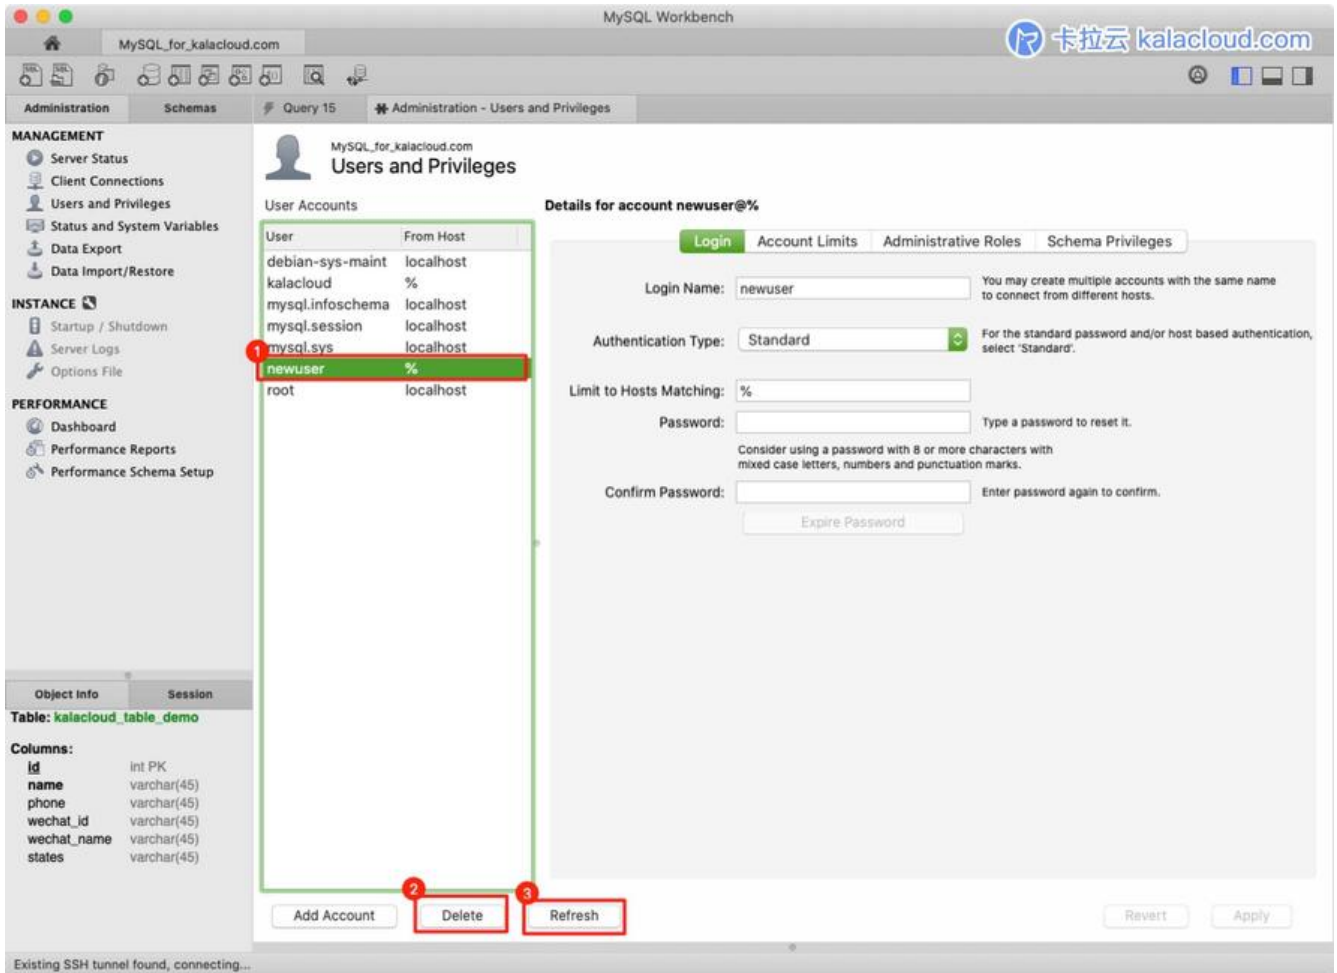 MySQL Workbench
MySQL_for_kalacloud.com
卡拉云 kalacloud.com
Administration
Schemas
Query 15
Administration - Users and Privileges
MANAGEMENT
Server Status
Client Connections
Users and Privileges
Status and System Variables
Data Export
Data Import/Restore
INSTANCE
Startup / Shutdown
Server Logs
Options File
PERFORMANCE
Dashboard
Performance Reports
Performance Schema Setup
Object Info
Session
Table: kalacloud_table_demo
Columns:
id int PK
name varchar(45)
phone varchar(45)
wechat_id varchar(45)
wechat_name varchar(45)
states varchar(45)
MySQL_for_kalacloud.com
Users and Privileges
User Accounts
User From Host
debian-sys-maint localhost
kalacloud %
mysql.infoschema localhost
mysql.session localhost
1
mysql.sys localhost
newuser %
root localhost
2
3
Add Account
Delete
Refresh
Details for account newuser@%
Login
Account Limits
Administrative Roles
Schema Privileges
Login Name: newuser
You may create multiple accounts with the same name
to connect from different hosts.
Authentication Type: Standard
For the standard password and/or host based authentication,
select 'Standard'.
Limit to Hosts Matching: %
Password:
Type a password to reset it.
Consider using a password with 8 or more characters with
mixed case letters, numbers and punctuation marks.
Confirm Password:
Enter password again to confirm.
Expire Password
Revert
Apply
Existing SSH tunnel found, connecting...